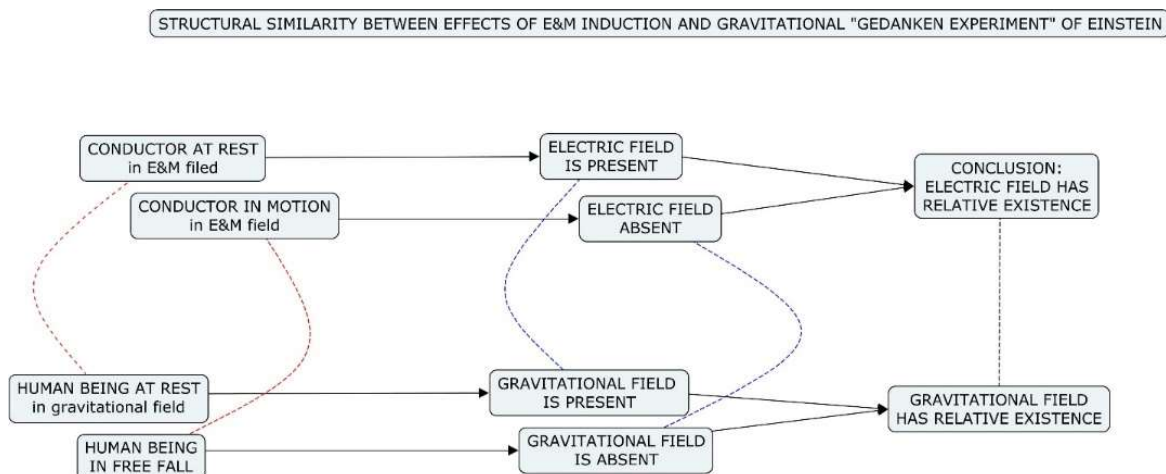 STRUCTURAL SIMILARITY BETWEEN EFFECTS OF E&M INDUCTION AND GRAVITATIONAL "GEDANKEN EXPERIMENT" OF EINSTEIN
CONDUCTOR AT REST
in E&M filed
ELECTRIC FIELD
IS PRESENT
CONCLUSION:
ELECTRIC FIELD HAS
RELATIVE EXISTENCE
CONDUCTOR IN MOTION
in E&M field
ELECTRIC FIELD
ABSENT
HUMAN BEING AT REST
in gravitational field
GRAVITATIONAL FIELD
IS PRESENT
GRAVITATIONAL FIELD
HAS RELATIVE EXISTENCE
HUMAN BEING
IN FREE FALL
GRAVITATIONAL FIELD
IS ABSENT